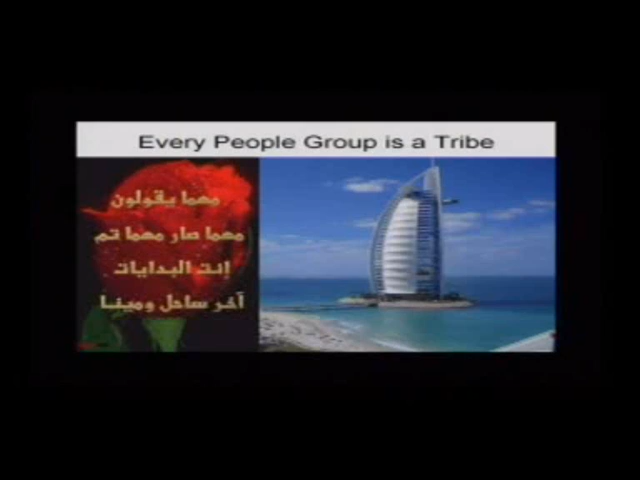 Every People Group is a Tribe
مهما يقولون
مهما صار مهما تم
إنت البدايات
آخر ساحل ومينا